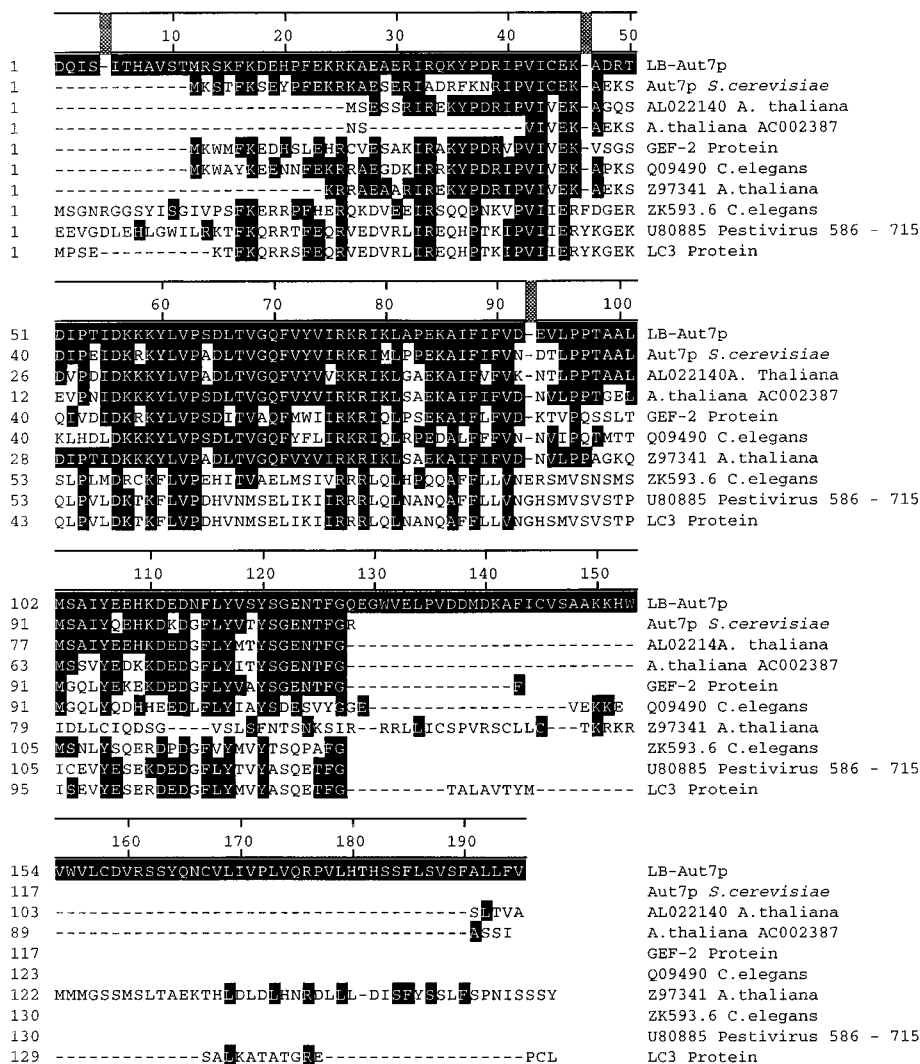 10 20 30 40 50
1 DQIS-ITHAVSTMRSKFKDEHPFEKRKAEAERIRQKYPDRIPVICEK-ADRT LB-Aut7p
1 ------------MKSTFKSEYPFEKRKAESERIADRFKNRIPVICEK-AEKS Aut7p S.cerevisiae
1 --------------------------MSESSRIREKYPDRIPVIVEK-AGQS AL022140 A. thaliana
1 --------------------------NS--------------VIVEK-AEKS A.thaliana AC002387
1 ------------MKWMFKEDHSLEHRCVESAKIRAKYPDRVPVIVEK-VSGS GEF-2 Protein
1 ------------MKWAYKEENNFEKRRAEGDKIRRKYPDRIPVIVEK-APKS Q09490 C.elegans
1 ------------------------KRRAEAARIREKYPDRIPVIVEK-AEKS Z97341 A.thaliana
1 MSGNRGGSYISGIVPSFKERRPFHERQKDVEEIRSQQPNKVPVIIERFDGER ZK593.6 C.elegans
1 EEVGDLEHLGWILRKTFKQRRTFEQRVEDVRLIREQHPTKIPVIIERYKGEK U80885 Pestivirus 586 - 715
1 MPSE----------KTFKQRRSFEQRVEDVRLIREQHPTKIPVIIERYKGEK LC3 Protein
60 70 80 90 100
51 DIPTIDKKKYLVPSDLTVGQFVYVIRKRIKLAPEKAIFIFVD-EVLPPTAAL LB-Aut7p
40 DIPEIDKRKYLVPADLTVGQFVYVIRKRIMLPPEKAIFIFVN-DTLPPTAAL Aut7p S.cerevisiae
26 DVPDIDKKKYLVPADLTVGQFVYVVRKRIKLGAEKAIFVFVK-NTLPPTAAL AL022140A. Thaliana
12 EVPNIDKKKYLVPSDLTVGQFVYVIRKRIKLSAEKAIFIFVD-NVLPPTGEL A.thaliana AC002387
40 QIVDIDKRKYLVPSDITVAQFMWIIRKRIQLPSEKAIFLFVD-KTVPQSSLT GEF-2 Protein
40 KLHDLDKKKYLVPSDLTVGQFYFLIRKRIQLRPEDALFFFVN-NVIPQTMTT Q09490 C.elegans
28 DIPTIDKKKYLVPADLTVGQFVYVIRKRIKLSAEKAIFIFVD-NVLPPAGKQ Z97341 A.thaliana
53 SLPLMDRCKFLVPEHITVAELMSIVRRRLQLHPQQAFFLLVNERSMVSNSMS ZK593.6 C.elegans
53 QLPVLDKTKFLVPDHVNMSELIKIIRRRLQLNANQAFFLLVNGHSMVSVSTP U80885 Pestivirus 586 - 715
43 QLPVLDKTKFLVPDHVNMSELIKIIRRRLQLNANQAFFLLVNGHSMVSVSTP LC3 Protein
110 120 130 140 150
102 MSAIYEEHKDEDNFLYVSYSGENTFGQEGWVELPVDDMDKAFICVSAAKKHW LB-Aut7p
91 MSAIYQEHKDKDGFLYVTYSGENTFGR Aut7p S.cerevisiae
77 MSAIYEEHKDEDGFLYMTYSGENTFG-------------------------- AL02214A. thaliana
63 MSSVYEDKKDEDGFLYITYSGENTFG-------------------------- A.thaliana AC002387
91 MGQLYEKEKDEDGFLYVAYSGENTFG---------------F GEF-2 Protein
91 MGQLYQDHHEEDLFLYIAYSDESVYGGE------------------VEKKE Q09490 C.elegans
79 IDLLCIQDSG---VSLSFNTSNKSIR--RRLLICSPVRSCLLC--TKRKR Z97341 A.thaliana
105 MSNLYSQERDPDGFVYMVYTSQPAFG ZK593.6 C.elegans
105 ICEVYESEKDEDGFLYTVYASQETFG U80885 Pestivirus 586 - 715
95 ISEVYESERDEDGFLYMVYASQETFG---------TALAVTYM--------- LC3 Protein
160 170 180 190
154 VWVLCDVRSSYQNCVLIVPLVQRPVLHTHSSFLSVSFALLFV LB-Aut7p
117 Aut7p S.cerevisiae
103 -------------------------------------SLTVA AL022140 A.thaliana
89 -------------------------------------ASSI A.thaliana AC002387
117 GEF-2 Protein
123 Q09490 C.elegans
122 MMMGSSMSLTAEKTHLDLDLHNRDLLL-DISFYSSLFSPNISSSY Z97341 A.thaliana
130 ZK593.6 C.elegans
130 U80885 Pestivirus 586 - 715
129 -------------SALKATATGRE----------------PCL LC3 Protein